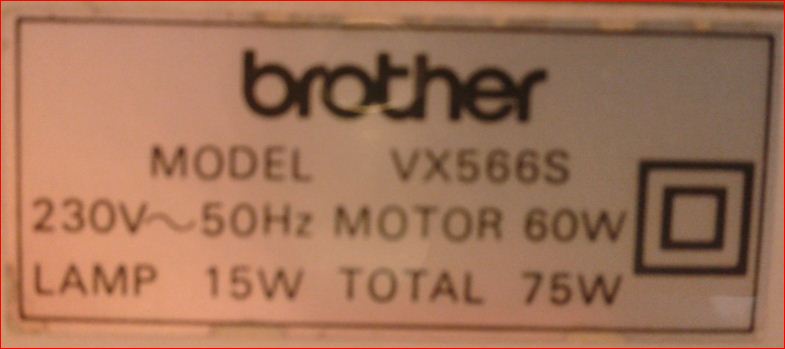 brother
MODEL VX566S
230V～50Hz MOTOR 60W
LAMP 15W TOTAL 75W